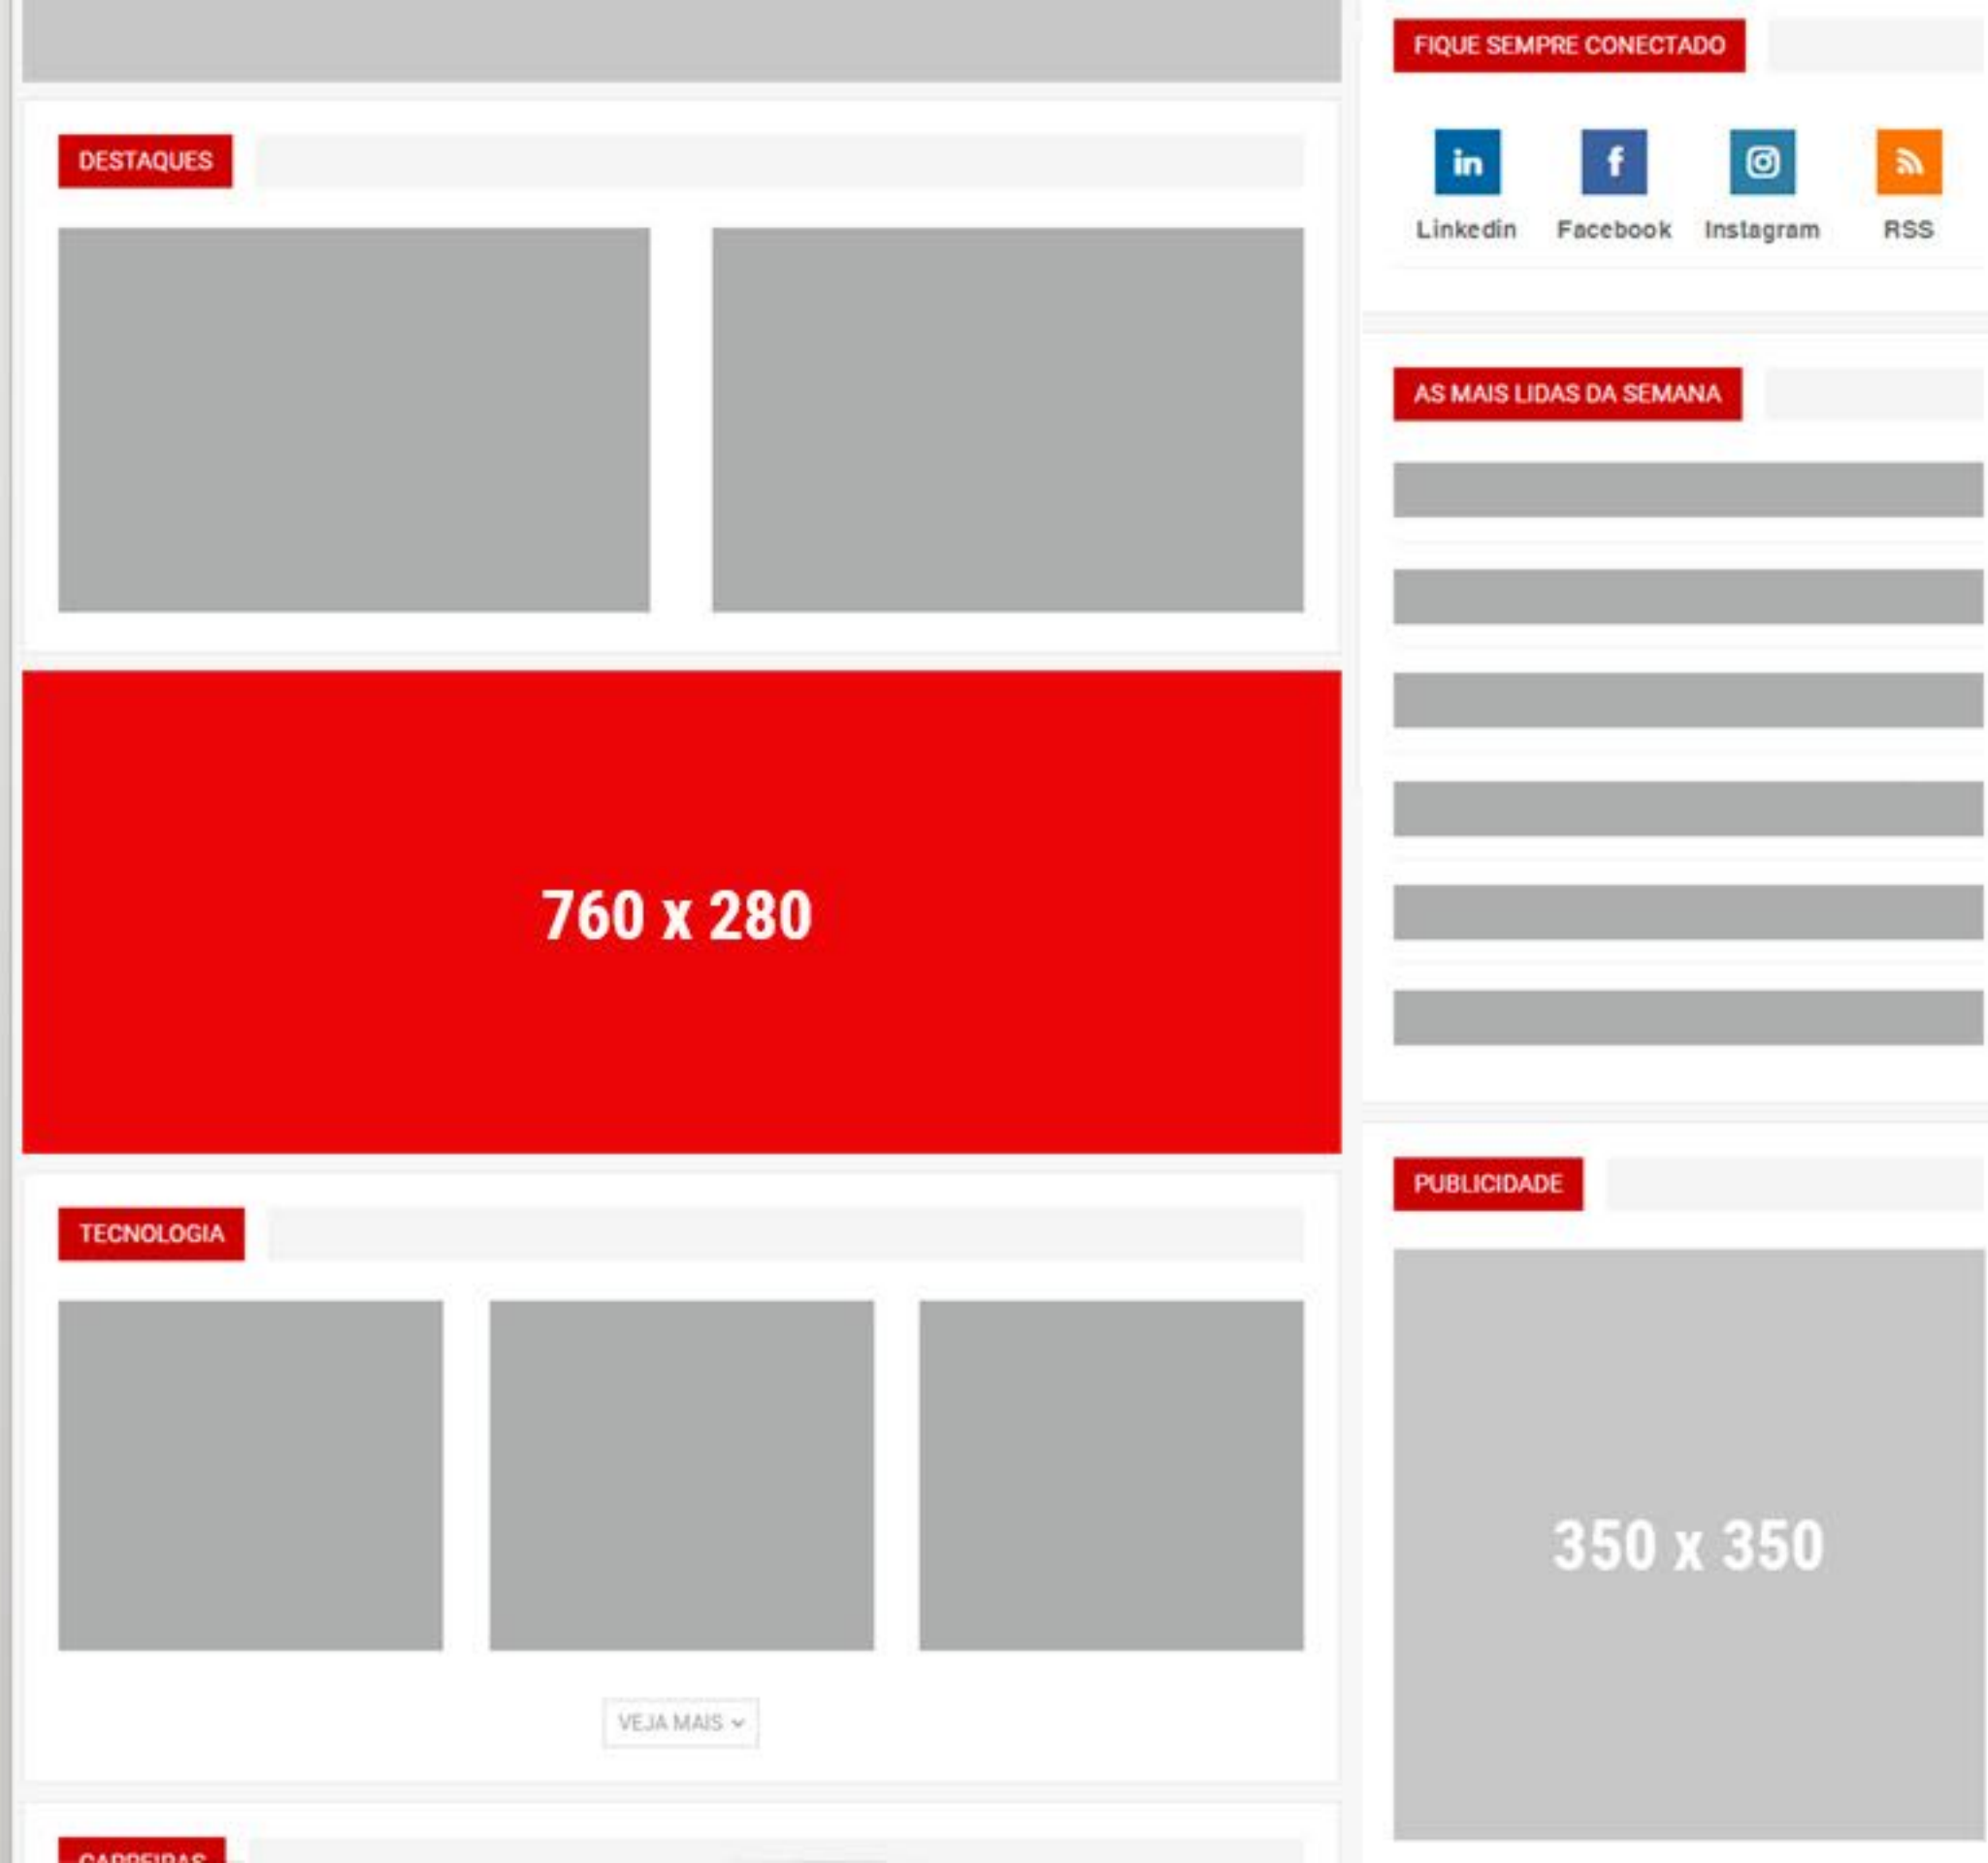 FIQUE SEMPRE CONECTADO
Linkedin Facebook Instagram RSS
DESTAQUES
AS MAIS LIDAS DA SEMANA
760 x 280
PUBLICIDADE
TECNOLOGIA
350 x 350
VEJA MAIS
CARREIRAS